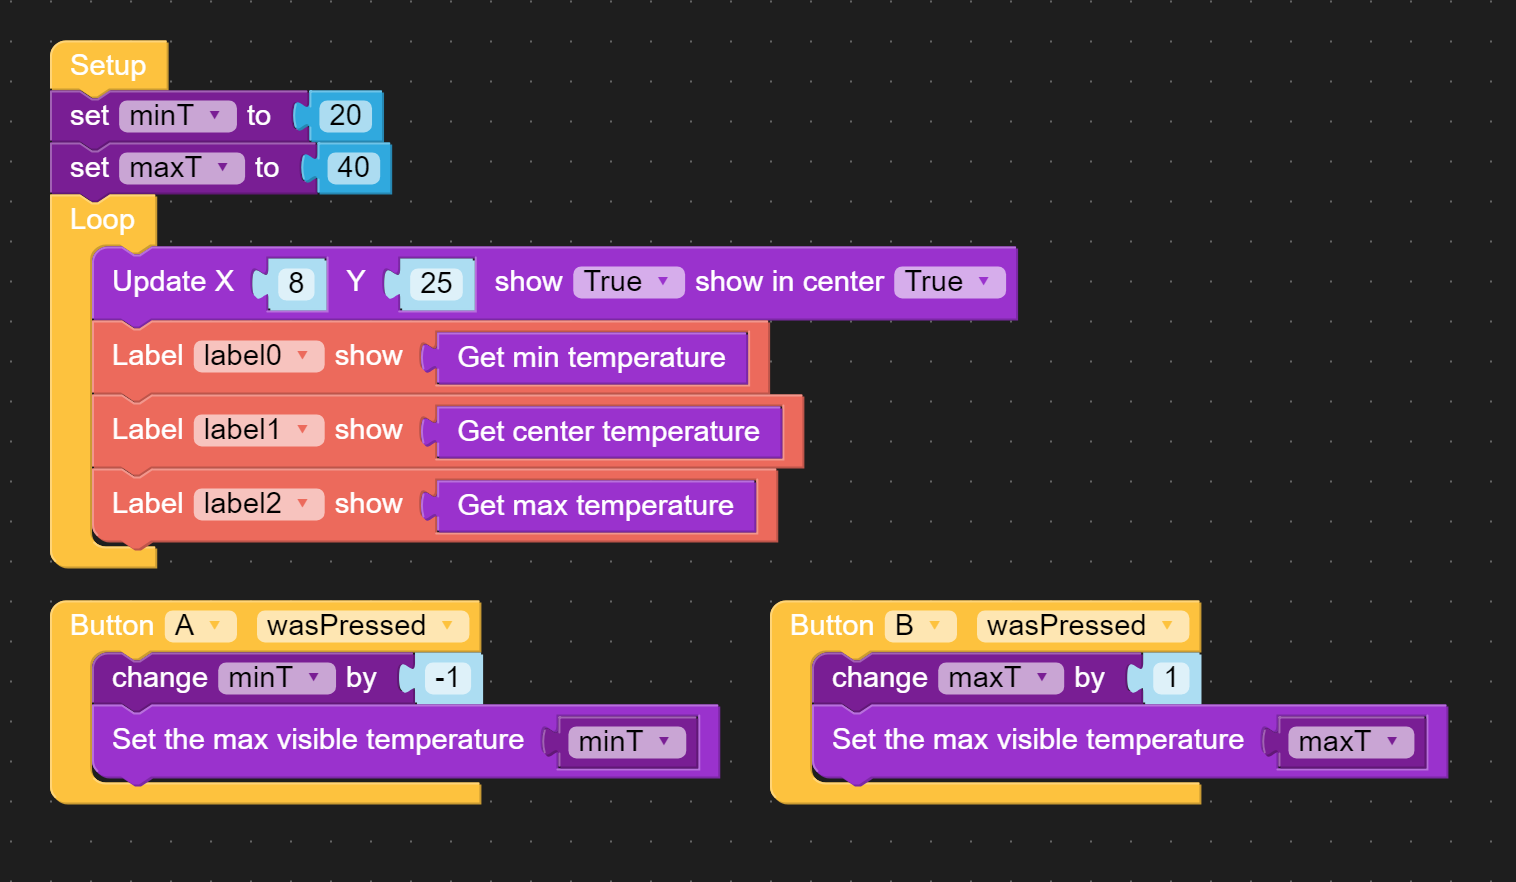 Setup
set minT to 20
set maxT to 40
Loop
Update X 8 Y 25 show True show in center True
Label label0 show Get min temperature
Label label1 show Get center temperature
Label label2 show Get max temperature
Button A wasPressed
change minT by -1
Set the max visible temperature minT
Button B wasPressed
change maxT by 1
Set the max visible temperature maxT